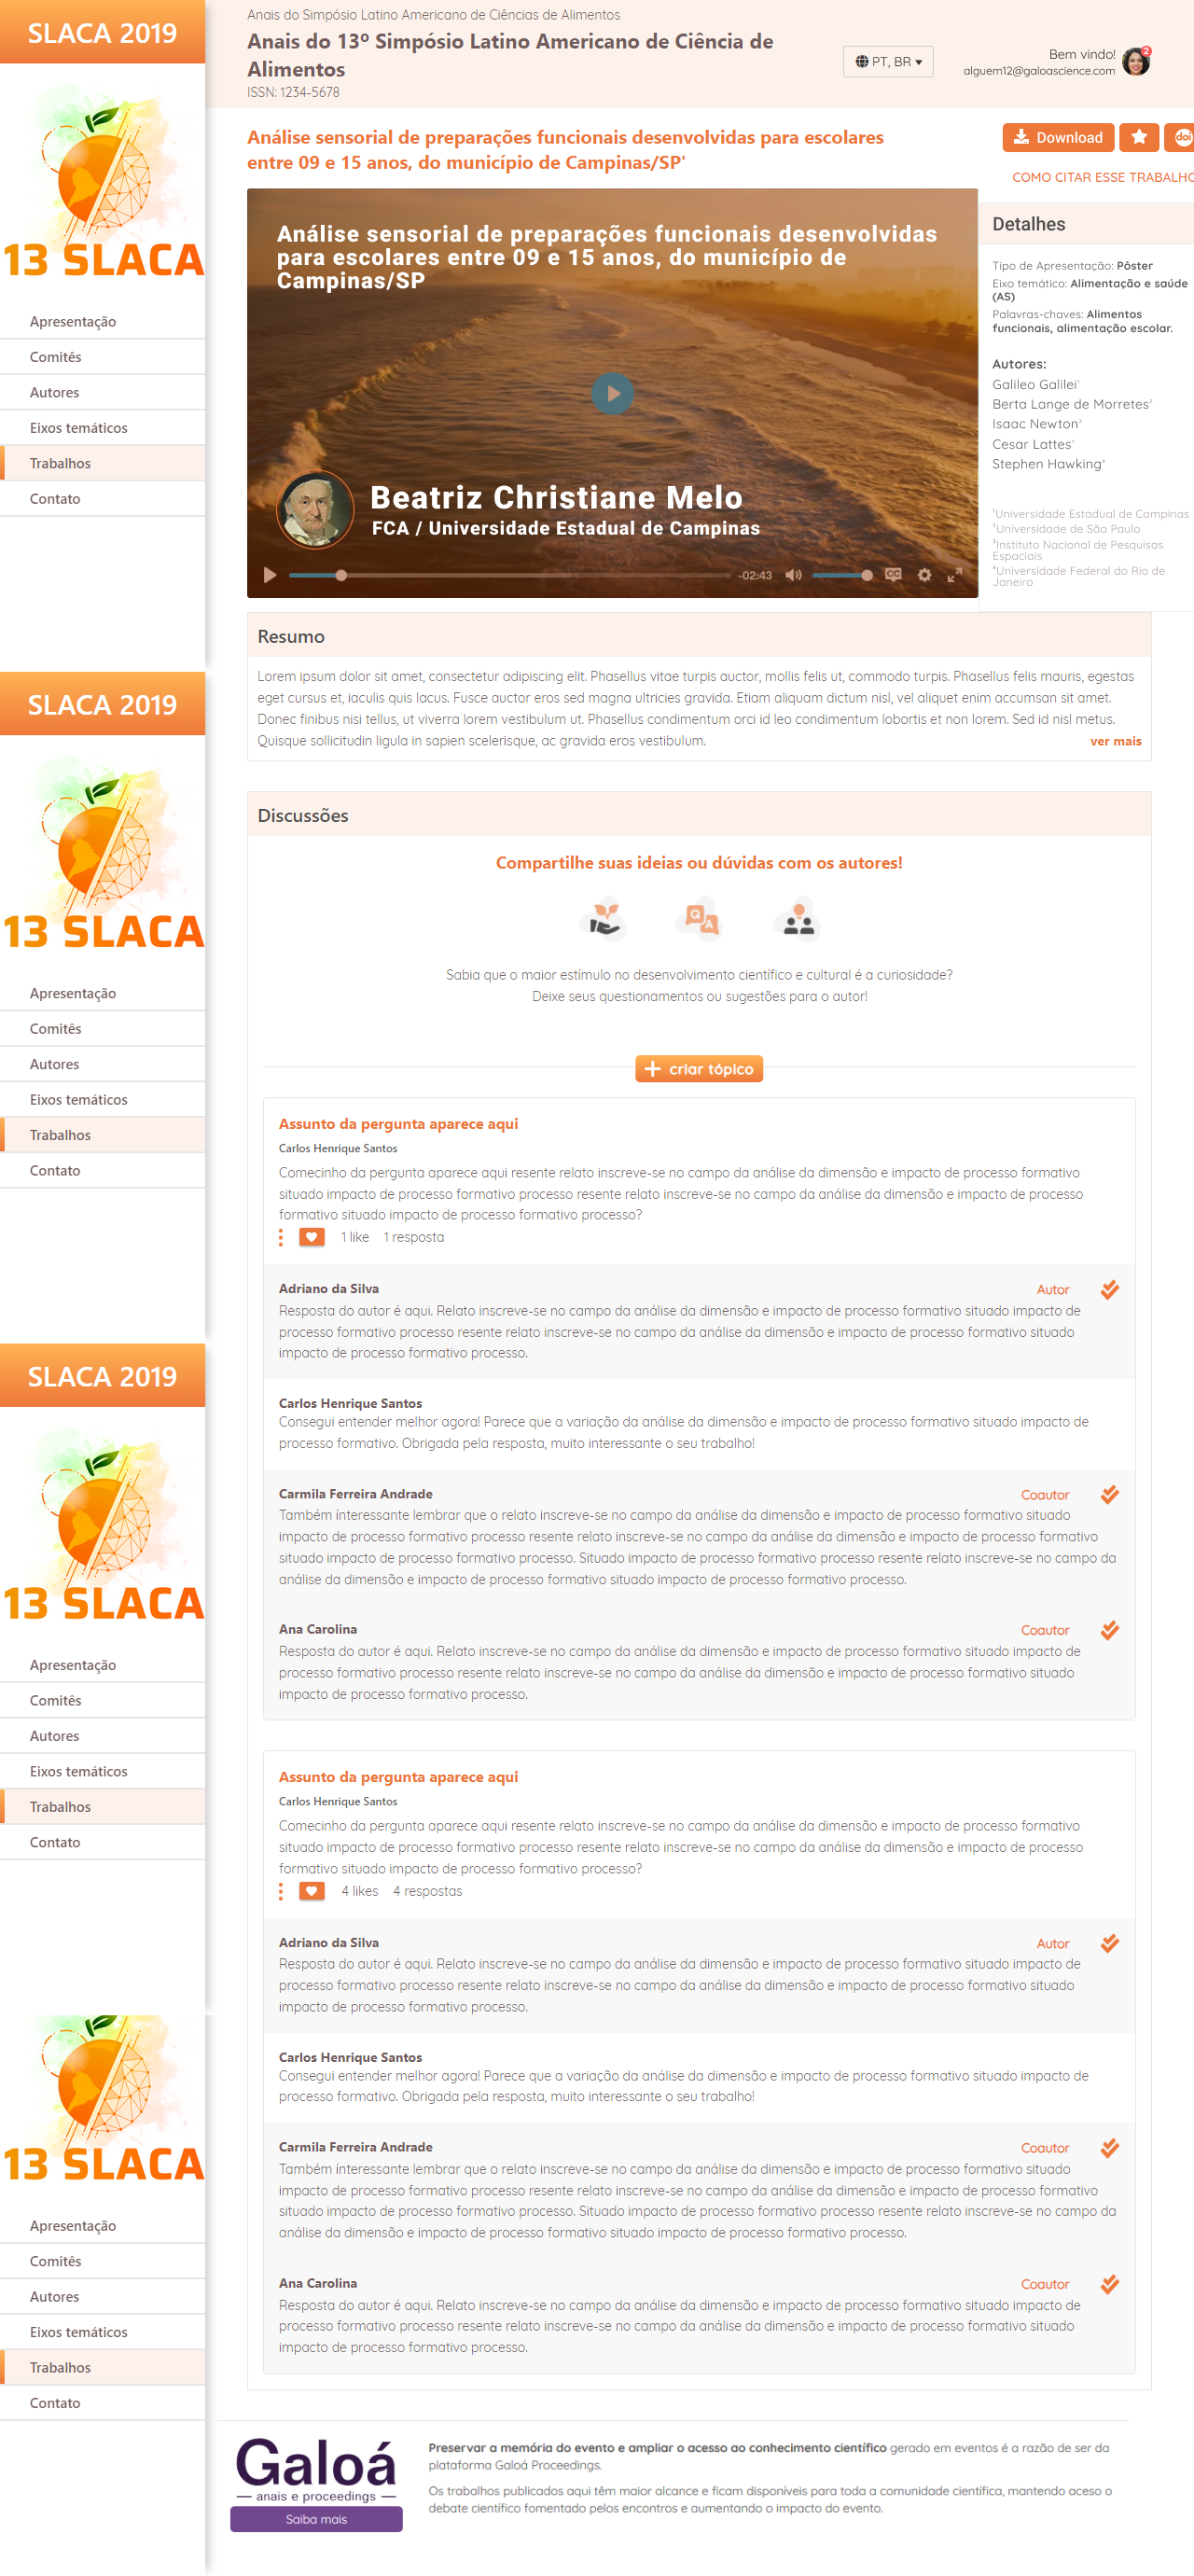 SLACA 2019
13 SLACA
Apresentação
Comitês
Autores
Eixos temáticos
Trabalhos
Contato
SLACA 2019
13 SLACA
Apresentação
Comitês
Autores
Eixos temáticos
Trabalhos
Contato
SLACA 2019
13 SLACA
Apresentação
Comitês
Autores
Eixos temáticos
Trabalhos
Contato
13 SLACA
Apresentação
Comitês
Autores
Eixos temáticos
Trabalhos
Contato
Anais do Simpósio Latino Americano de Ciências de Alimentos
Anais do 13º Simpósio Latino Americano de Ciência de
Alimentos
ISSN: 1234-5678
PT, BR
Bem vindo!
alguem12@galoascience.com
2
Análise sensorial de preparações funcionais desenvolvidas para escolares
entre 09 e 15 anos, do município de Campinas/SP'
Download
doi
COMO CITAR ESSE TRABALHO
Análise sensorial de preparações funcionais desenvolvidas
para escolares entre 09 e 15 anos, do município de
Campinas/SP
Beatriz Christiane Melo
FCA / Universidade Estadual de Campinas
-02:43
CC
Detalhes
Tipo de Apresentação: Pôster
Eixo temático: Alimentação e saúde
(AS)
Palavras-chaves: Alimentos
funcionais, alimentação escolar.
Autores:
Galileo Galilei¹
Berta Lange de Morretes²
Isaac Newton³
Cesar Lattes¹
Stephen Hawking⁴
¹Universidade Estadual de Campinas
²Universidade de São Paulo
³Instituto Nacional de Pesquisas
Espaciais
⁴Universidade Federal do Rio de
Janeiro
Resumo
Lorem ipsum dolor sit amet, consectetur adipiscing elit. Phasellus vitae turpis auctor, mollis felis ut, commodo turpis. Phasellus felis mauris, egestas
eget cursus et, iaculis quis lacus. Fusce auctor eros sed magna ultricies gravida. Etiam aliquam dictum nisl, vel aliquet enim accumsan sit amet.
Donec finibus nisi tellus, ut viverra lorem vestibulum ut. Phasellus condimentum orci id leo condimentum lobortis et non lorem. Sed id nisl metus.
Quisque sollicitudin ligula in sapien scelerisque, ac gravida eros vestibulum.
ver mais
Discussões
Compartilhe suas ideias ou dúvidas com os autores!
Q A
Sabia que o maior estímulo no desenvolvimento científico e cultural é a curiosidade?
Deixe seus questionamentos ou sugestões para o autor!
criar tópico
Assunto da pergunta aparece aqui
Carlos Henrique Santos
Comecinho da pergunta aparece aqui resente relato inscreve-se no campo da análise da dimensão e impacto de processo formativo
situado impacto de processo formativo processo resente relato inscreve-se no campo da análise da dimensão e impacto de processo
formativo situado impacto de processo formativo processo?
1 like 1 resposta
Adriano da Silva
Autor
Resposta do autor é aqui. Relato inscreve-se no campo da análise da dimensão e impacto de processo formativo situado impacto de
processo formativo processo resente relato inscreve-se no campo da análise da dimensão e impacto de processo formativo situado
impacto de processo formativo processo.
Carlos Henrique Santos
Consegui entender melhor agora! Parece que a variação da análise da dimensão e impacto de processo formativo situado impacto de
processo formativo. Obrigada pela resposta, muito interessante o seu trabalho!
Carmila Ferreira Andrade
Coautor
Também ínteressante lembrar que o relato inscreve-se no campo da análise da dimensão e impacto de processo formativo situado
impacto de processo formativo processo resente relato inscreve-se no campo da análise da dimensão e impacto de processo formativo
situado impacto de processo formativo processo. Situado impacto de processo formativo processo resente relato inscreve-se no campo da
análise da dimensão e impacto de processo formativo situado impacto de processo formativo processo.
Ana Carolina
Coautor
Resposta do autor é aqui. Relato inscreve-se no campo da análise da dimensão e impacto de processo formativo situado impacto de
processo formativo processo resente relato inscreve-se no campo da análise da dimensão e impacto de processo formativo situado
impacto de processo formativo processo.
Assunto da pergunta aparece aqui
Carlos Henrique Santos
Comecinho da pergunta aparece aqui resente relato inscreve-se no campo da análise da dimensão e impacto de processo formativo
situado impacto de processo formativo processo resente relato inscreve-se no campo da análise da dimensão e impacto de processo
formativo situado impacto de processo formativo processo?
4 likes 4 respostas
Adriano da Silva
Autor
Resposta do autor é aqui. Relato inscreve-se no campo da análise da dimensão e impacto de processo formativo situado impacto de
processo formativo processo resente relato inscreve-se no campo da análise da dimensão e impacto de processo formativo situado
impacto de processo formativo processo.
Carlos Henrique Santos
Consegui entender melhor agora! Parece que a variação da análise da dimensão e impacto de processo formativo situado impacto de
processo formativo. Obrigada pela resposta, muito interessante o seu trabalho!
Carmila Ferreira Andrade
Coautor
Também ínteressante lembrar que o relato inscreve-se no campo da análise da dimensão e impacto de processo formativo situado
impacto de processo formativo processo resente relato inscreve-se no campo da análise da dimensão e impacto de processo formativo
situado impacto de processo formativo processo. Situado impacto de processo formativo processo resente relato inscreve-se no campo da
análise da dimensão e impacto de processo formativo situado impacto de processo formativo processo.
Ana Carolina
Coautor
Resposta do autor é aqui. Relato inscreve-se no campo da análise da dimensão e impacto de processo formativo situado impacto de
processo formativo processo resente relato inscreve-se no campo da análise da dimensão e impacto de processo formativo situado
impacto de processo formativo processo.
Galoá
anais e proceedings
Saiba mais
Preservar a memória do evento e ampliar o acesso ao conhecimento científico gerado em eventos é a razão de ser da
plataforma Galoá Proceedings.
Os trabalhos publicados aqui têm maior alcance e ficam disponíveis para toda a comunidade científica, mantendo aceso o
debate científico fomentado pelos encontros e aumentando o impacto do evento.